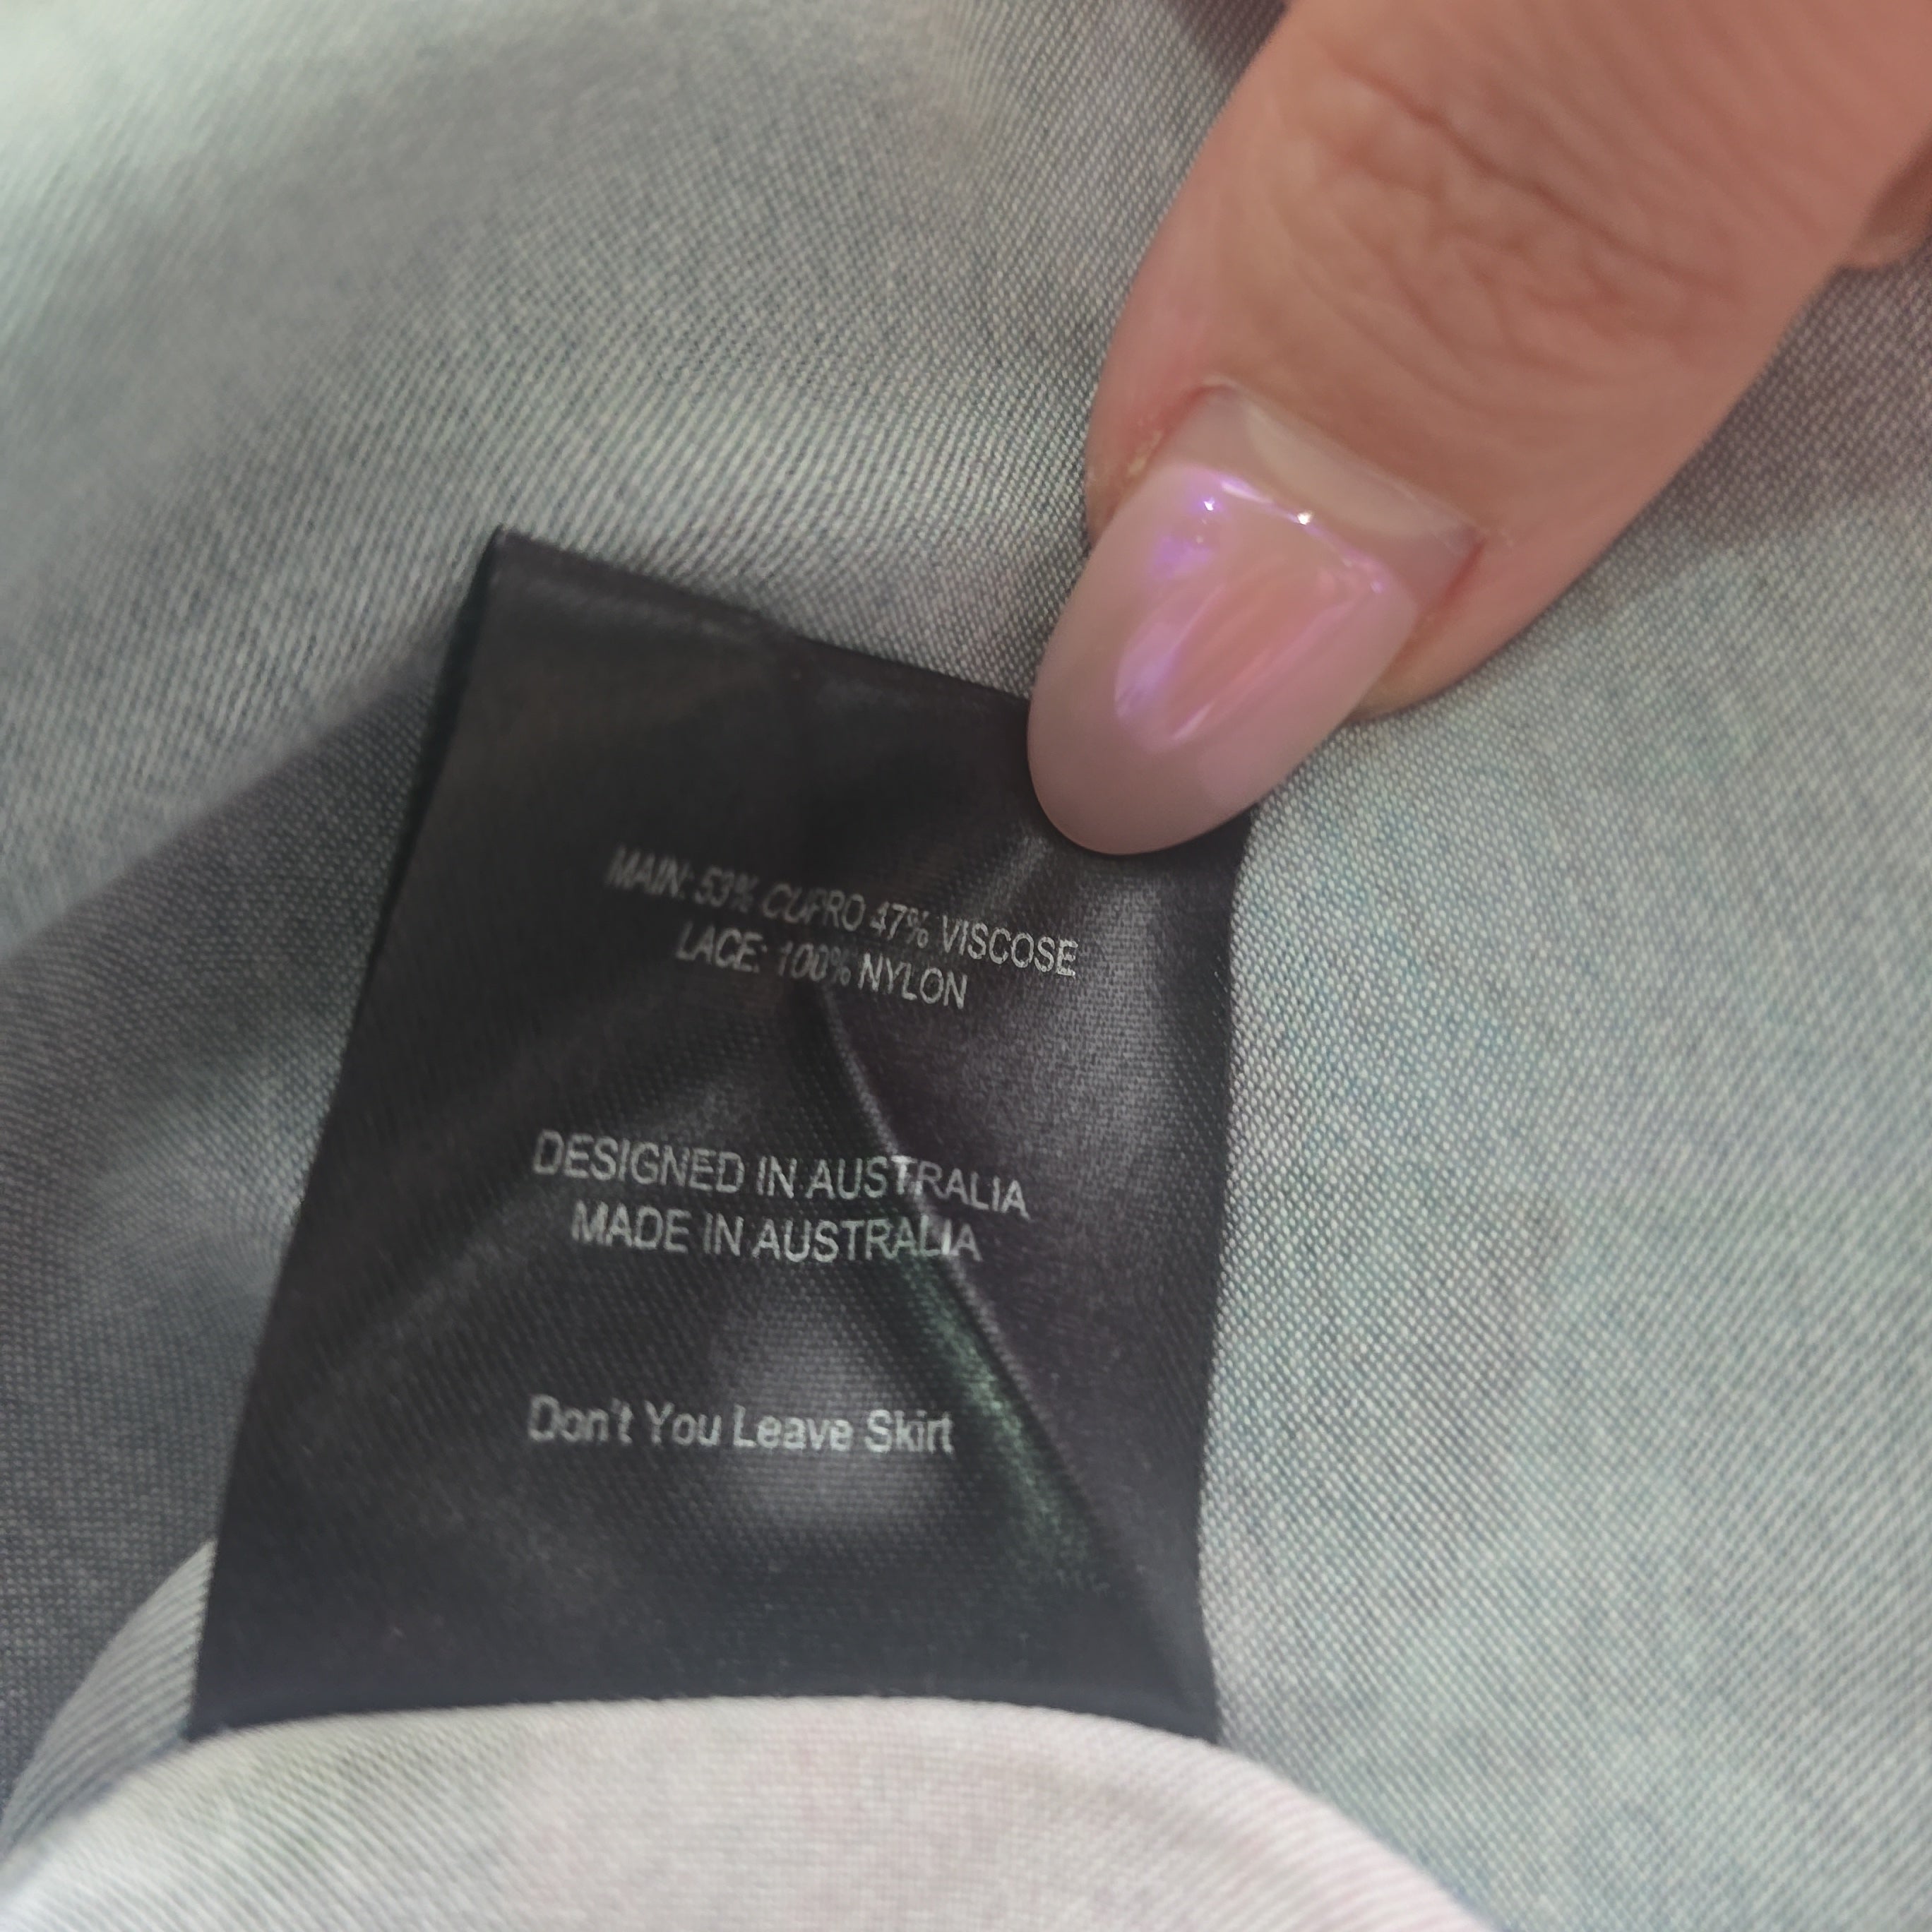 MAIN: 53% CUPRO 47% VISCOSE
LACE: 100% NYLON
DESIGNED IN AUSTRALIA
MADE IN AUSTRALIA
Don't You Leave Skirt